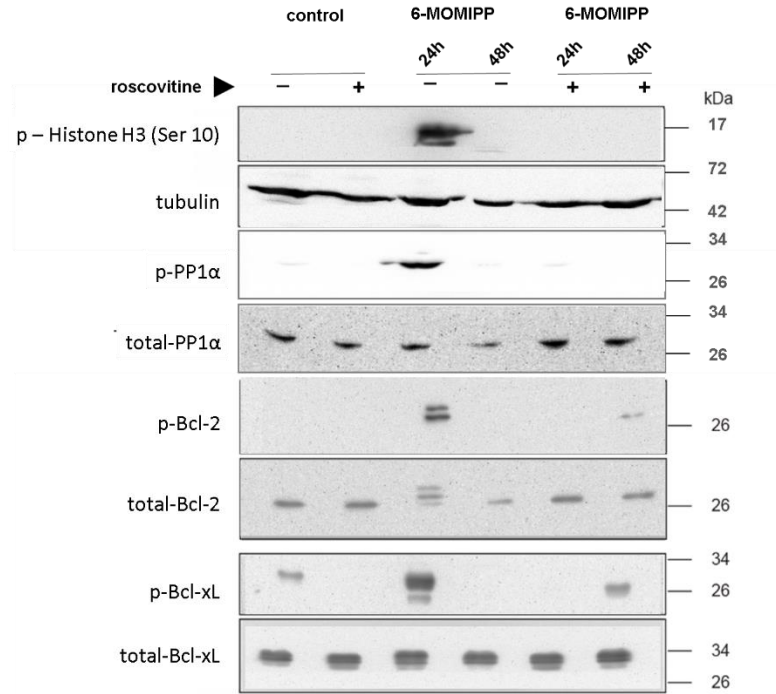 control 6-MOMIPP 6-MOMIPP
24h 48h 24h 48h
roscovitine ▶ – + – – + +
kDa
p – Histone H3 (Ser 10) 17
72
tubulin
42
34
p-PP1α
26
34
total-PP1α
26
p-Bcl-2 26
total-Bcl-2 26
34
p-Bcl-xL 26
total-Bcl-xL 34
26